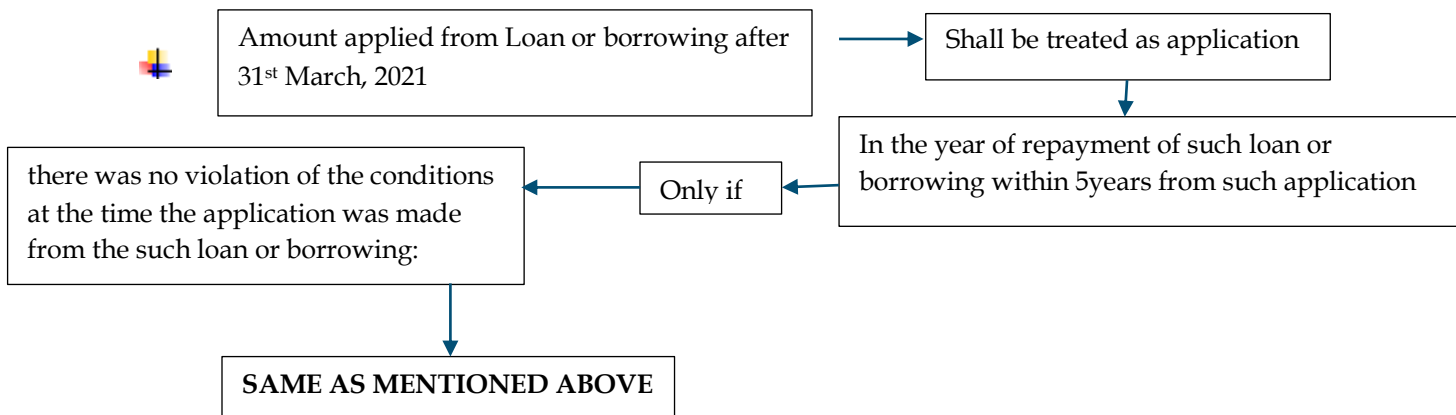 Amount applied from Loan or borrowing after
31st March, 2021
Shall be treated as application
In the year of repayment of such loan or
borrowing within 5years from such application
Only if
there was no violation of the conditions
at the time the application was made
from the such loan or borrowing:
SAME AS MENTIONED ABOVE